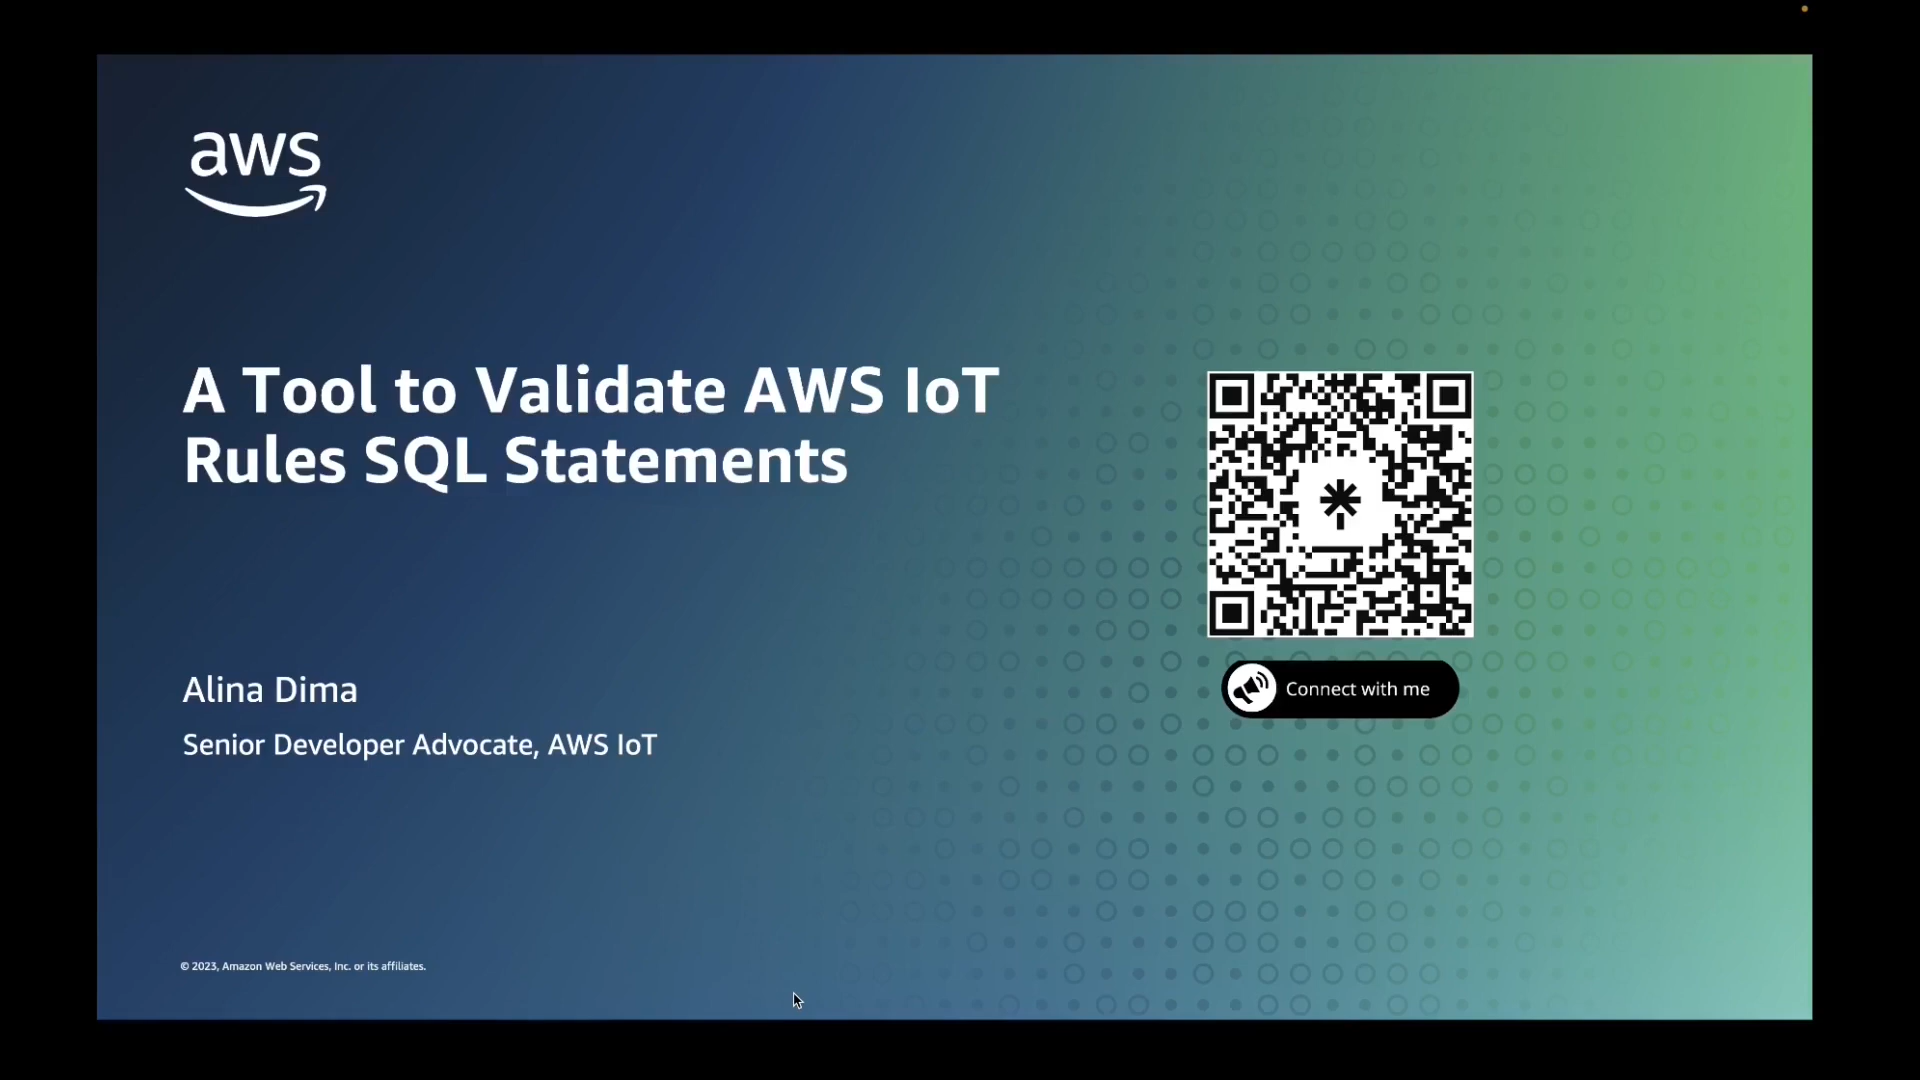 aws
A Tool to Validate AWS IoT
Rules SQL Statements
Alina Dima
Senior Developer Advocate, AWS IoT
Connect with me
© 2023, Amazon Web Services, Inc. or its affiliates.